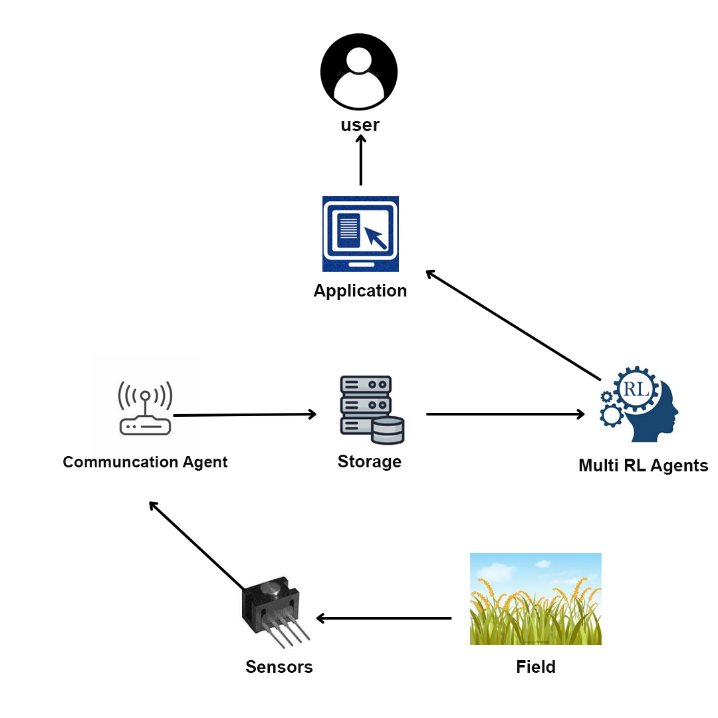 user
Application
RL
Communcation Agent
Storage
Multi RL Agents
Sensors
Field